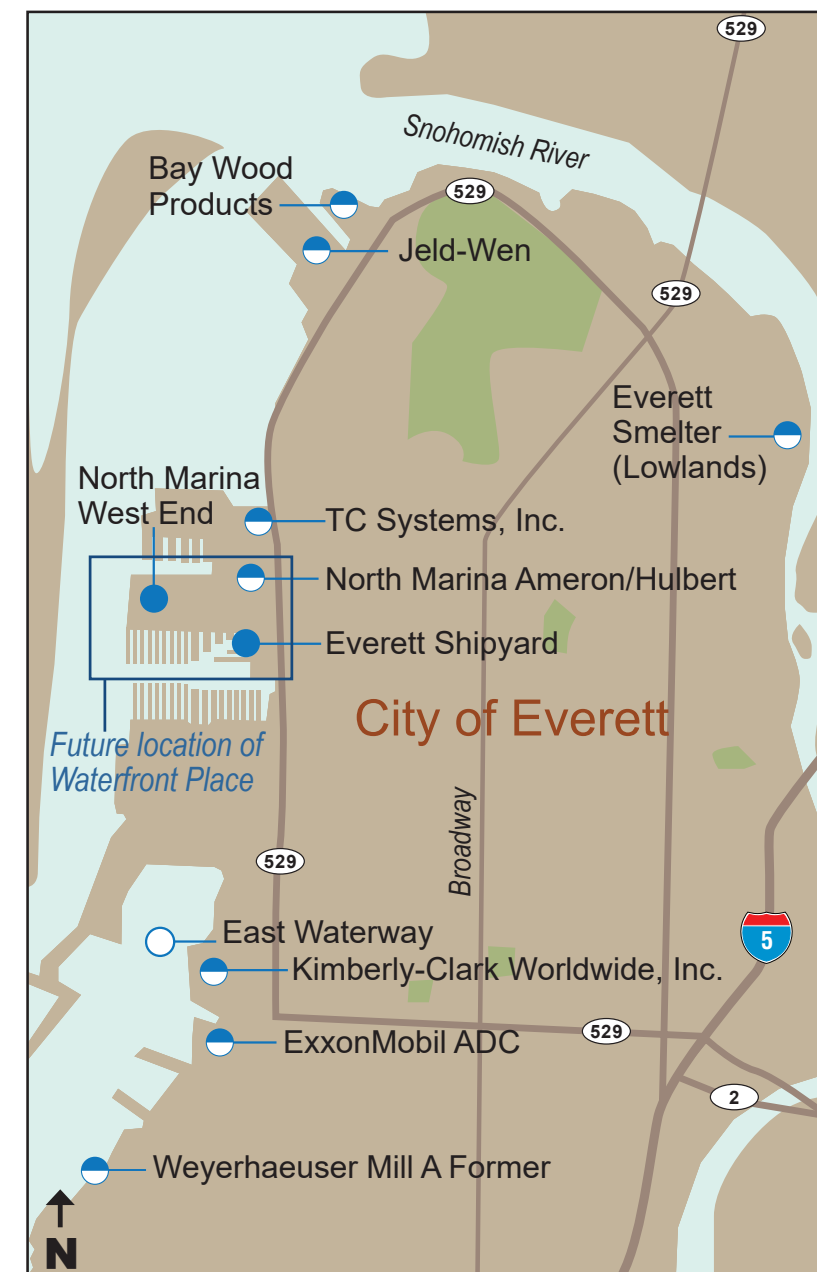 529
Snohomish River
Bay Wood
Products
529
Jeld-Wen
529
Everett
Smelter
(Lowlands)
North Marina
West End
TC Systems, Inc.
North Marina Ameron/Hulbert
Everett Shipyard
City of Everett
Future location of
Waterfront Place
Broadway
529
East Waterway
5
Kimberly-Clark Worldwide, Inc.
529
ExxonMobil ADC
2
Weyerhaeuser Mill A Former
N